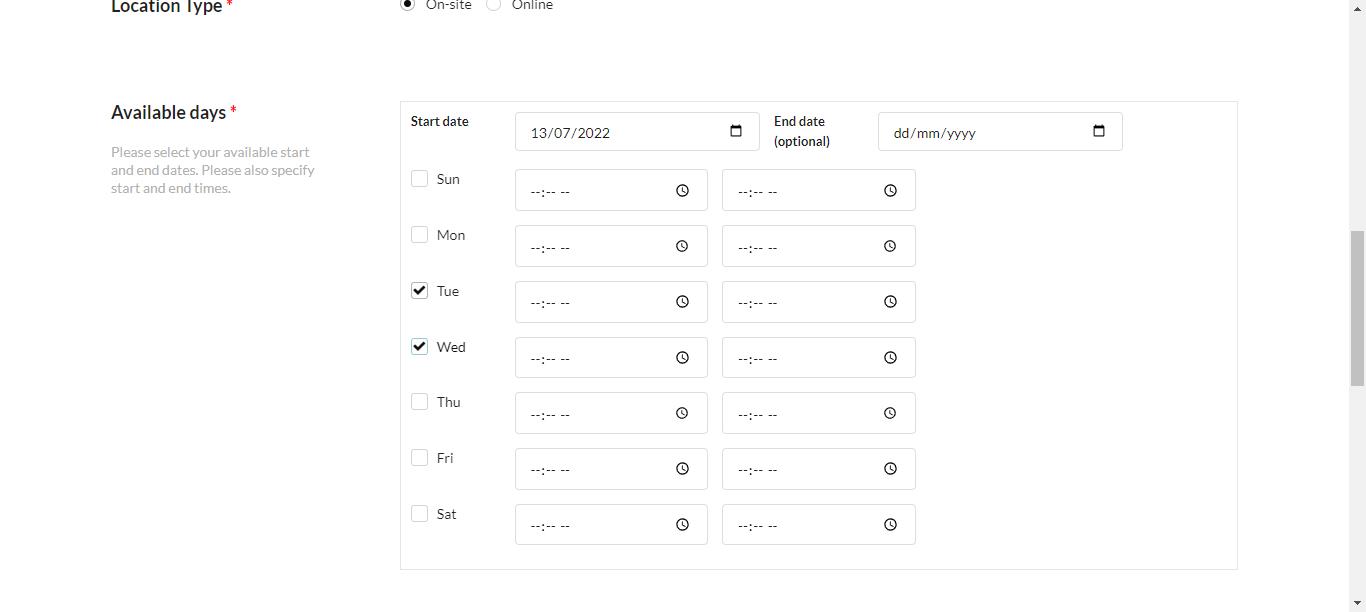 Location Type *
On-site Online
Available days *
Please select your available start
and end dates. Please also specify
start and end times.
Start date 13/07/2022 End date
(optional) dd/mm/yyyy
Sun --:-- -- --:-- --
Mon --:-- -- --:-- --
Tue --:-- -- --:-- --
Wed --:-- -- --:-- --
Thu --:-- -- --:-- --
Fri --:-- -- --:-- --
Sat --:-- -- --:-- --